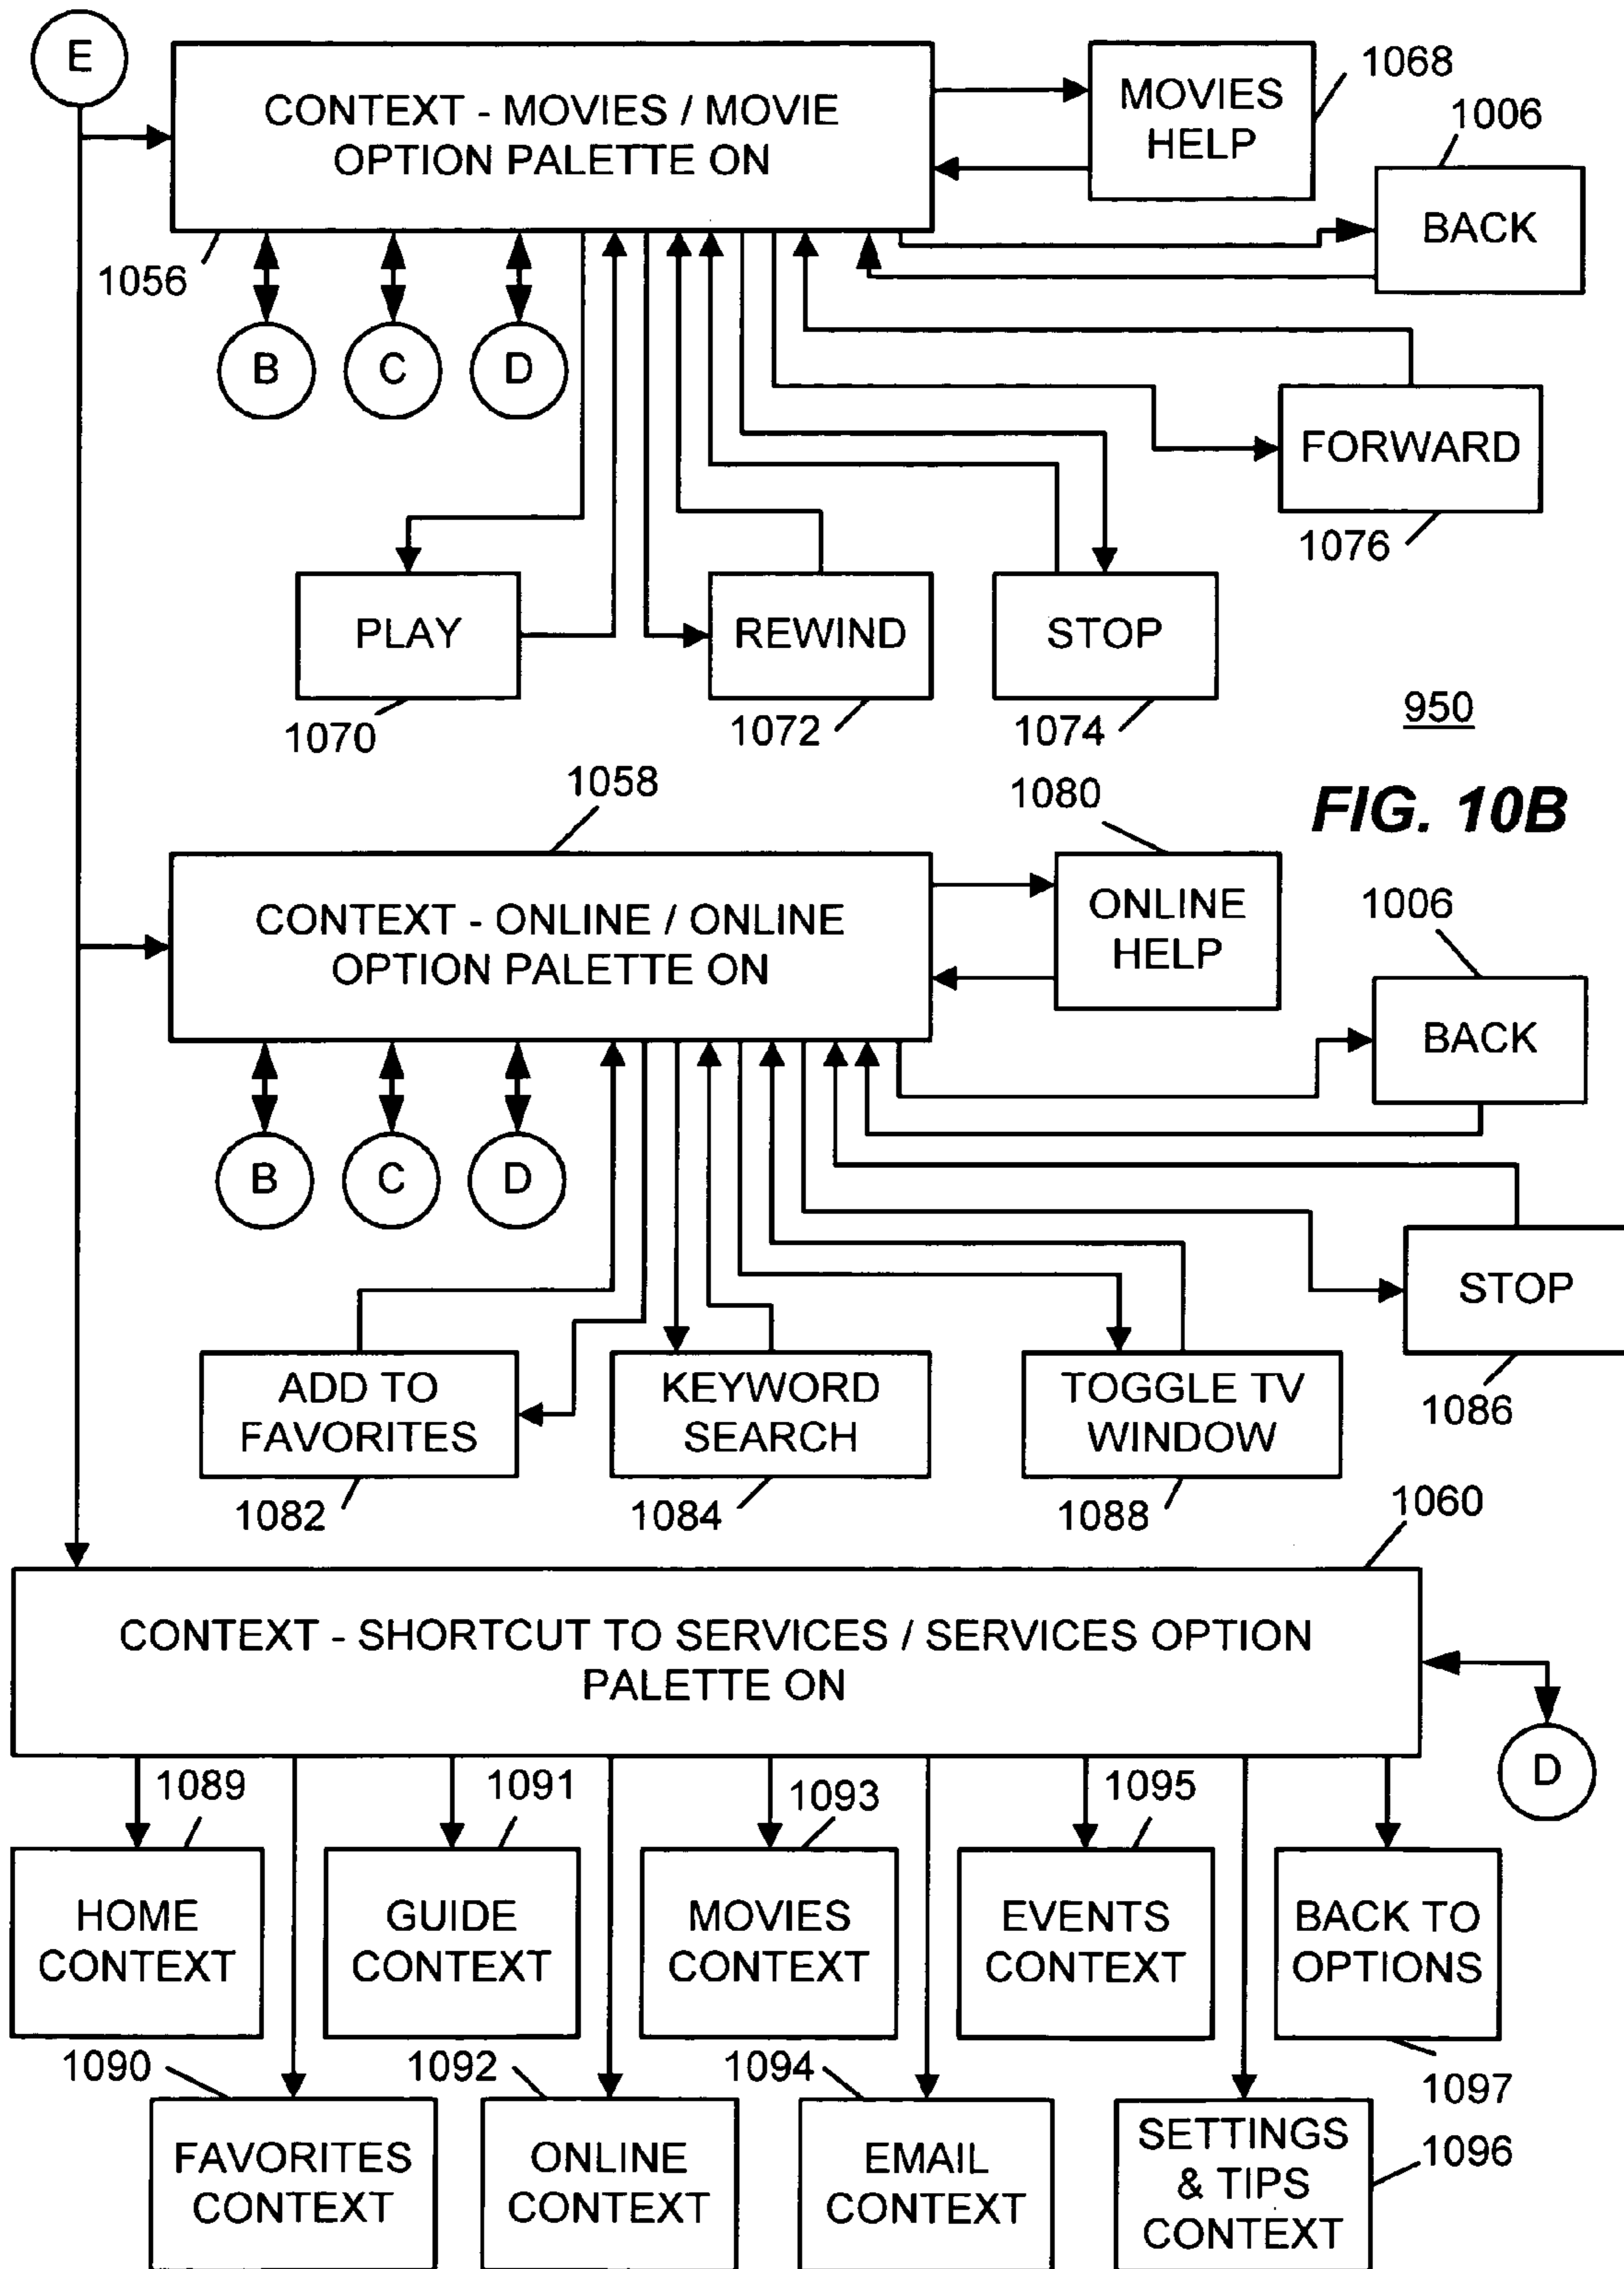 E
CONTEXT - MOVIES / MOVIE
OPTION PALETTE ON
MOVIES
HELP
1068
1006
BACK
1056
B
C
D
FORWARD
1076
PLAY
REWIND
STOP
1070
1072
1074
950
FIG. 10B
1058
1080
CONTEXT - ONLINE / ONLINE
OPTION PALETTE ON
ONLINE
HELP
1006
BACK
B
C
D
STOP
1086
ADD TO
FAVORITES
KEYWORD
SEARCH
TOGGLE TV
WINDOW
1082
1084
1088
1060
CONTEXT - SHORTCUT TO SERVICES / SERVICES OPTION
PALETTE ON
D
1089
1091
1093
1095
HOME
CONTEXT
GUIDE
CONTEXT
MOVIES
CONTEXT
EVENTS
CONTEXT
BACK TO
OPTIONS
1090
1092
1094
1097
FAVORITES
CONTEXT
ONLINE
CONTEXT
EMAIL
CONTEXT
SETTINGS
& TIPS
CONTEXT
1096